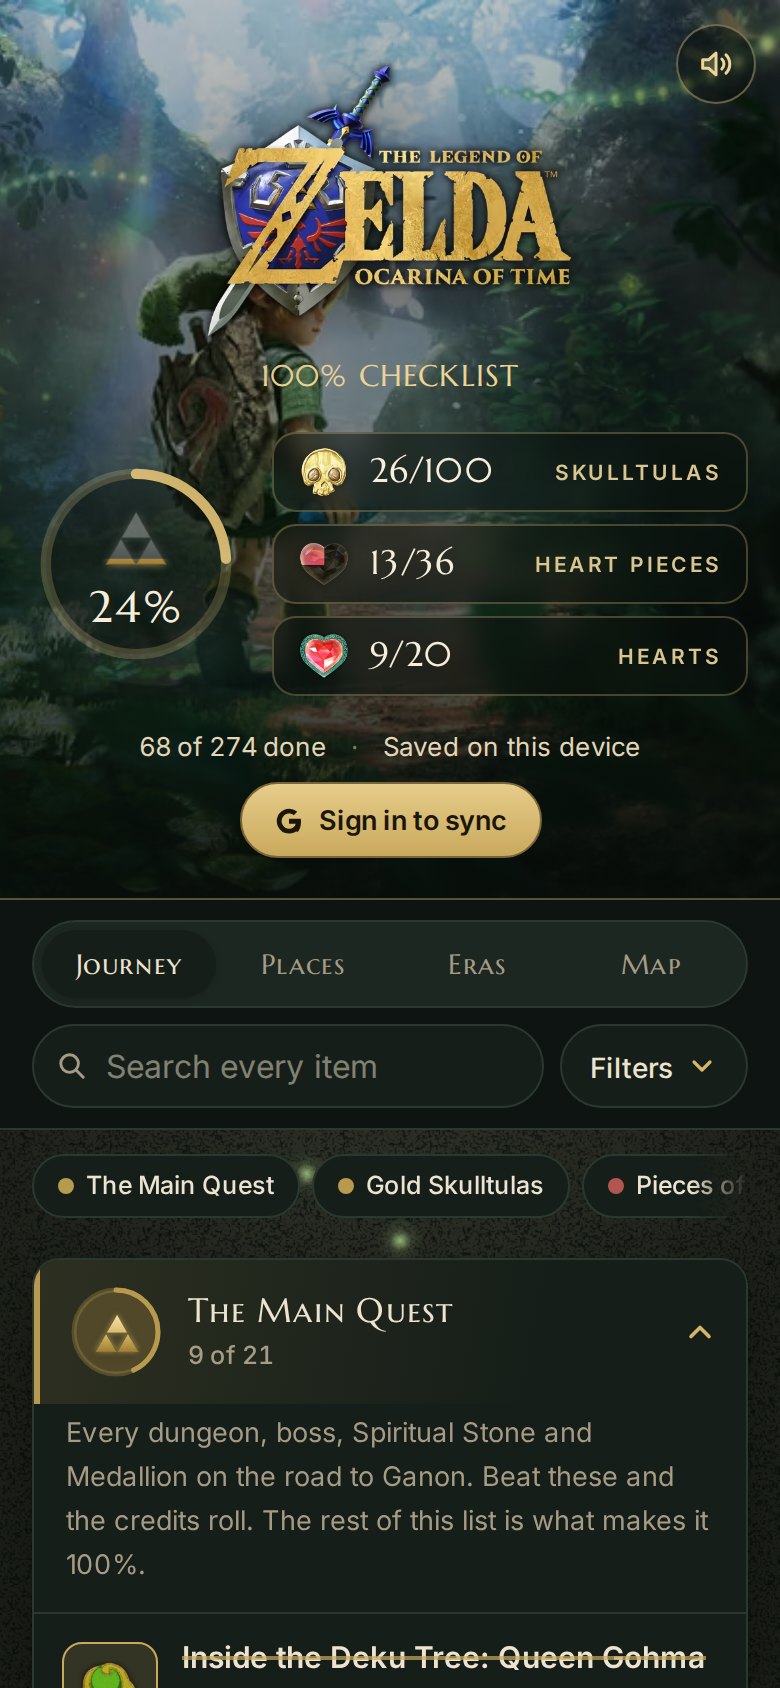 THE LEGEND OF
ZELDA™
OCARINA OF TIME
100% CHECKLIST
26/100 SKULLTULAS
13/36 HEART PIECES
24%
9/20 HEARTS
68 of 274 done · Saved on this device
G Sign in to sync
Journey Places Eras Map
Search every item Filters
The Main Quest Gold Skulltulas Pieces of
The Main Quest
9 of 21
Every dungeon, boss, Spiritual Stone and
Medallion on the road to Ganon. Beat these and
the credits roll. The rest of this list is what makes it
100%.
Inside the Deku Tree: Queen Gohma